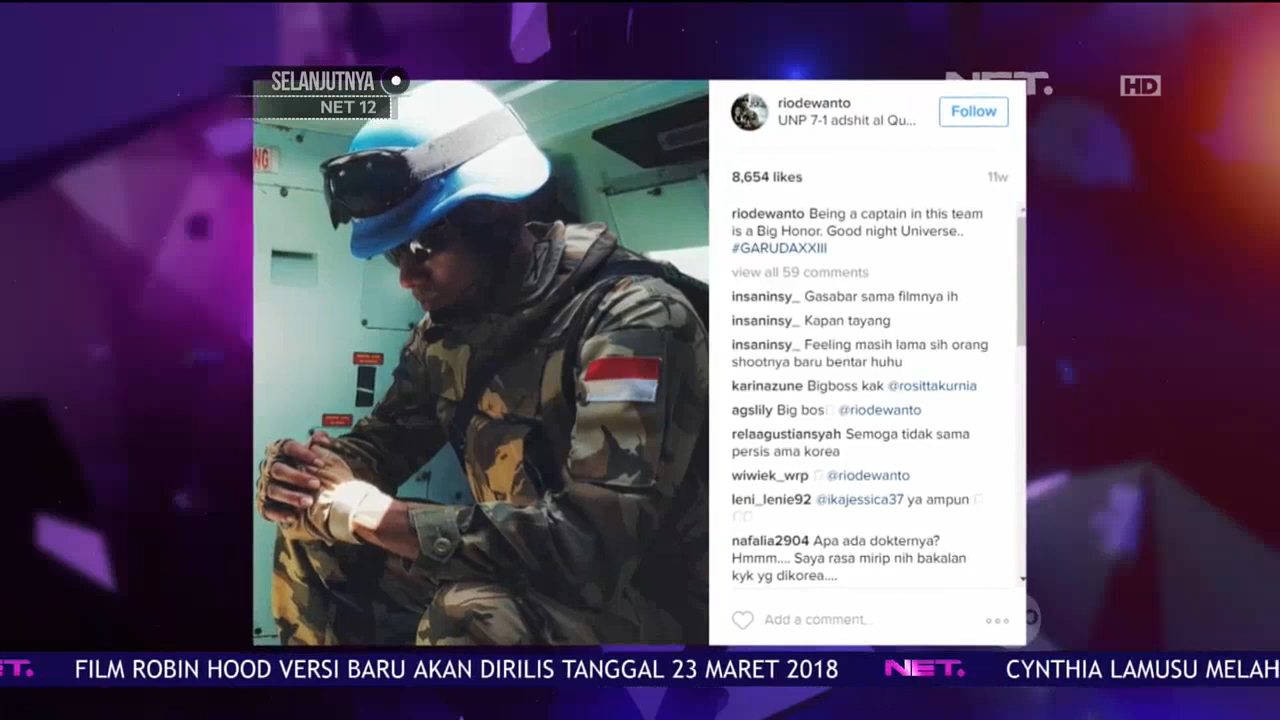 SELANJUTNYA
NET 12
NET.
HD
NG
riodewanto
UNP 7-1 adshit al Qu...
Follow
8,654 likes
11w
riodewanto Being a captain in this team
is a Big Honor. Good night Universe..
#GARUDAXXIII
view all 59 comments
insaninsy_ Gasabar sama filmnya ih
insaninsy_ Kapan tayang
insaninsy_ Feeling masih lama sih orang
shootnya baru bentar huhu
karinazune Bigboss kak @rosittakurnia
agslily Big bos @riodewanto
relaagustiansyah Semoga tidak sama
persis ama korea
wiwiek_wrp @riodewanto
leni_lenie92 @ikajessica37 ya ampun
nafalia2904 Apa ada dokternya?
Hmmm.... Saya rasa mirip nih bakalan
kyk yg dikorea....
Add a comment...
ET. FILM ROBIN HOOD VERSI BARU AKAN DIRILIS TANGGAL 23 MARET 2018 NET. CYNTHIA LAMUSU MELAH